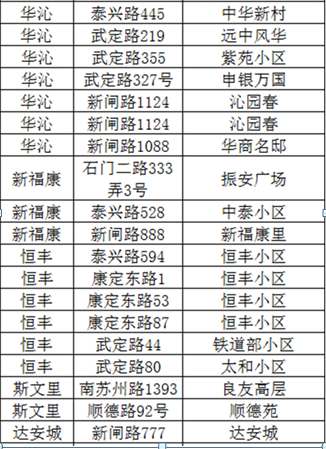 华沁 泰兴路445 中华新村
华沁 武定路219 远中风华
华沁 武定路355 紫苑小区
华沁 武定路327号 申银万国
华沁 新闸路1124 沁园春
华沁 新闸路1124 沁园春
华沁 新闸路1088 华商名邸
新福康 石门二路333 振安广场
弄3号
新福康 泰兴路528 中泰小区
新福康 新闸路888 新福康里
恒丰 泰兴路594 恒丰小区
恒丰 康定东路1 恒丰小区
恒丰 康定东路53 恒丰小区
恒丰 康定东路87 恒丰小区
恒丰 武定路44 铁道部小区
恒丰 武定路80 太和小区
斯文里 南苏州路1393 良友高层
斯文里 顺德路92号 顺德苑
达安城 新闸路777 达安城